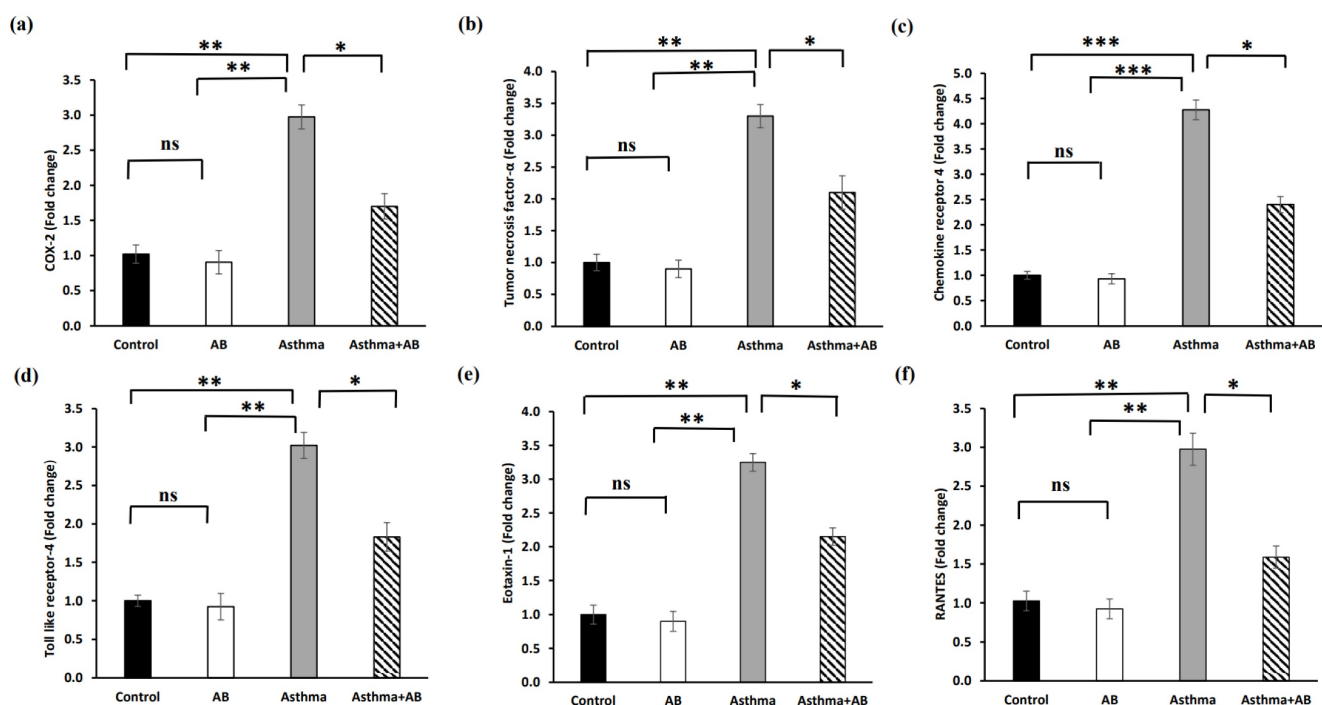 (a)
** *
**
ns
COX-2 (Fold change)
3.5
3.0
2.5
2.0
1.5
1.0
0.5
0.0
Control AB Asthma Asthma+AB
(b)
** *
**
ns
Tumor necrosis factor-α (Fold change)
4.0
3.5
3.0
2.5
2.0
1.5
1.0
0.5
0.0
Control AB Asthma Asthma+AB
(c)
*** *
***
ns
Chemokine receptor 4 (Fold change)
5.0
4.5
4.0
3.5
3.0
2.5
2.0
1.5
1.0
0.5
0.0
Control AB Asthma Asthma+AB
(d)
** *
**
ns
Toll like receptor-4 (Fold change)
3.5
3.0
2.5
2.0
1.5
1.0
0.5
0.0
Control AB Asthma Asthma+AB
(e)
** *
**
ns
Eotaxin-1 (Fold change)
4.0
3.5
3.0
2.5
2.0
1.5
1.0
0.5
0.0
Control AB Asthma Asthma+AB
(f)
** *
**
ns
RANTES (Fold change)
3.5
3.0
2.5
2.0
1.5
1.0
0.5
0.0
Control AB Asthma Asthma+AB